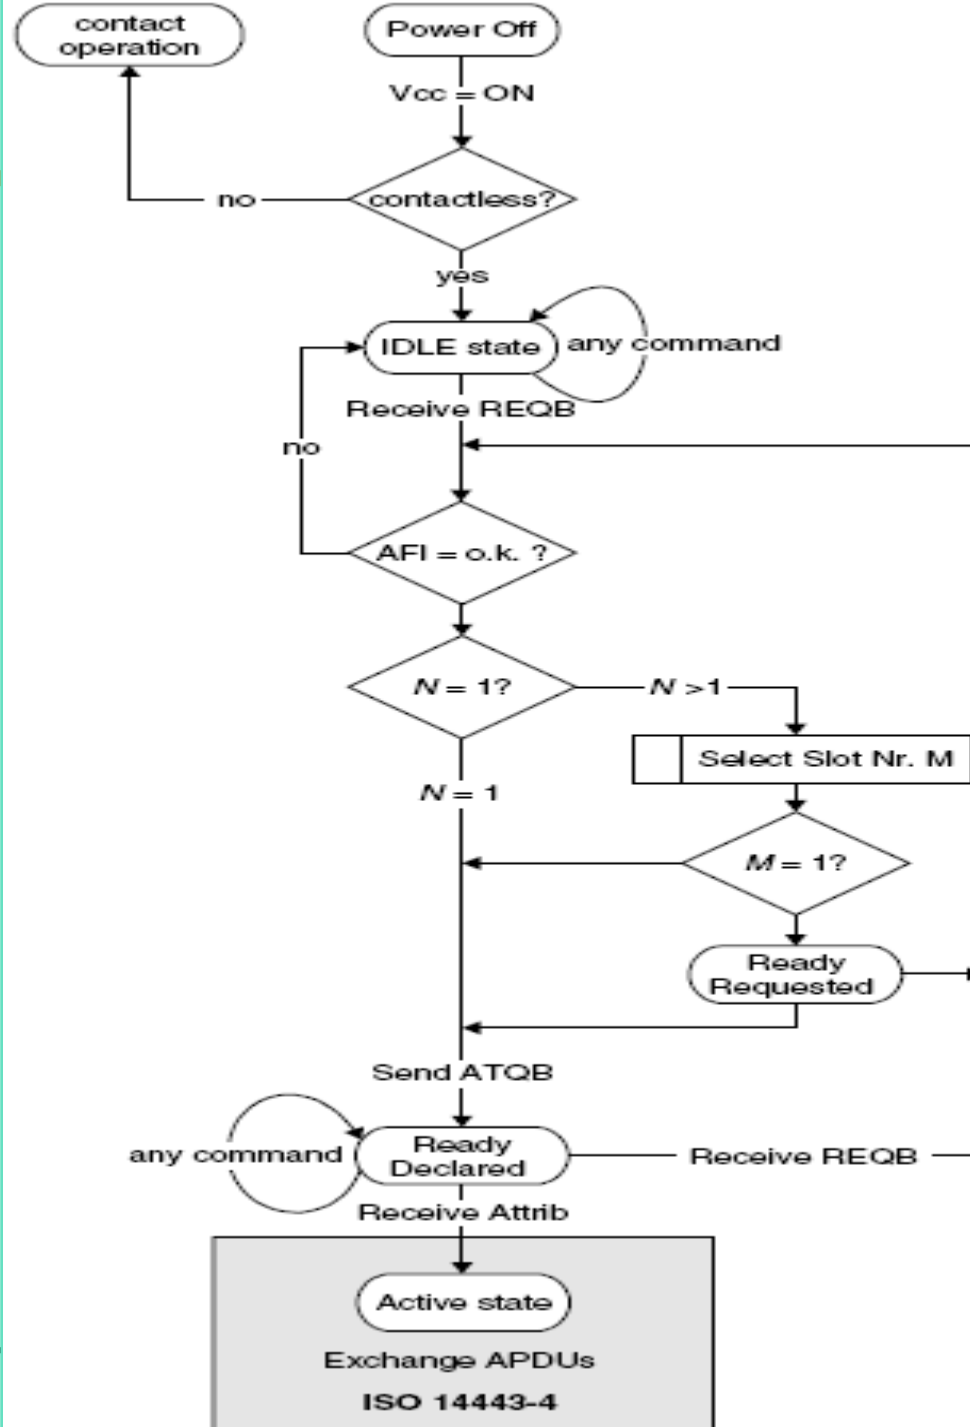 contact
operation
Power Off
Vcc = ON
no
contactless?
yes
IDLE state
any command
Receive REQB
no
AFI = o.k. ?
N = 1?
N >1
Select Slot Nr. M
N = 1
M = 1?
Ready
Requested
Send ATQB
any command
Ready
Declared
Receive REQB
Receive Attrib
Active state
Exchange APDUs
ISO 14443-4